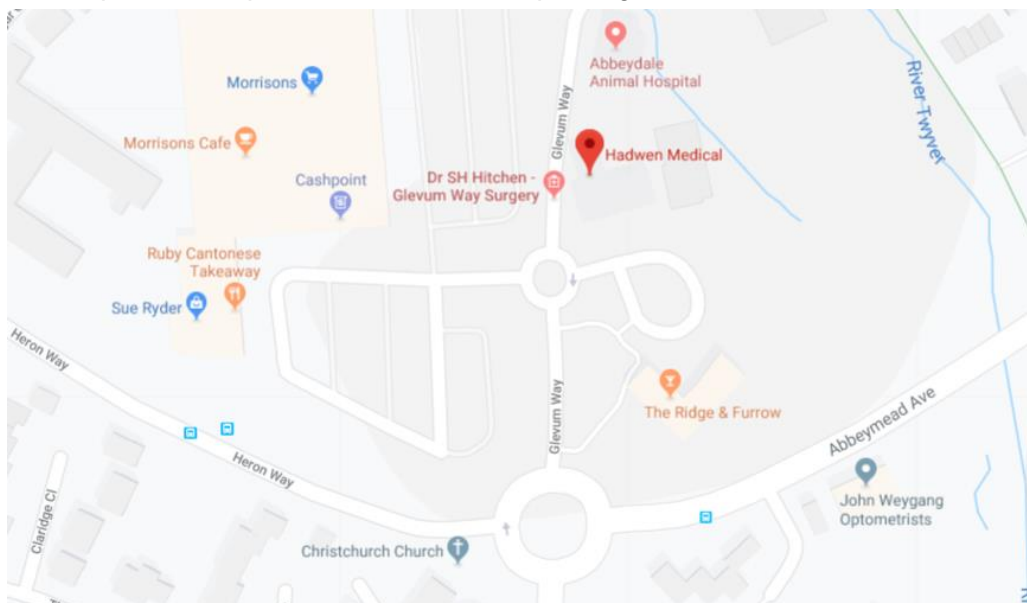 Morrisons
Morrisons Cafe
Cashpoint
Ruby Cantonese
Takeaway
Sue Ryder
Heron Way
Heron Way
Claridge Cl
Christchurch Church
Glevum Way
Abbeydale
Animal Hospital
Hadwen Medical
Dr SH Hitchen -
Glevum Way Surgery
Glevum Way
The Ridge & Furrow
River Twyver
Abbeymead Ave
John Weygang
Optometrists